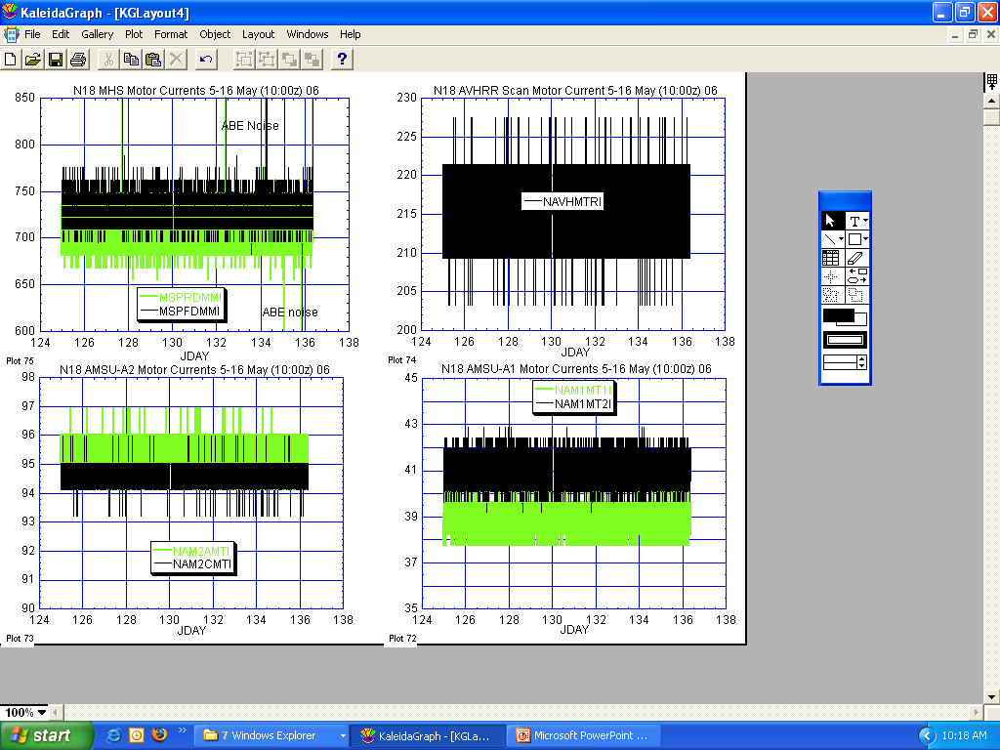 KaleidaGraph - [KGLayout4]
File Edit Gallery Plot Format Object Layout Windows Help
N18 MHS Motor Currents 5-16 May (10:00z) 06
850
800
750
700
650
600
ABE Noise
MSPRDMMI
MSPFDMMI
ABE noise
124 126 128 130 132 134 136 138
JDAY
Plot 75
N18 AVHRR Scan Motor Current 5-16 May (10:00z) 06
230
225
220
215
210
205
200
NAVHMTRI
124 126 128 130 132 134 136 138
JDAY
Plot 74
N18 AMSU-A2 Motor Currents 5-16 May (10:00z) 06
98
97
96
95
94
93
92
91
90
NAM2AMTI
NAM2CMTI
124 126 128 130 132 134 136 138
JDAY
Plot 73
N18 AMSU-A1 Motor Currents 5-16 May (10:00z) 06
45
43
41
39
37
35
NAM1MT1I
NAM1MT2I
124 126 128 130 132 134 136 138
JDAY
Plot 72
T
100%
start
7 Windows Explorer
KaleidaGraph - [KGLa...
Microsoft PowerPoint ...
10:18 AM